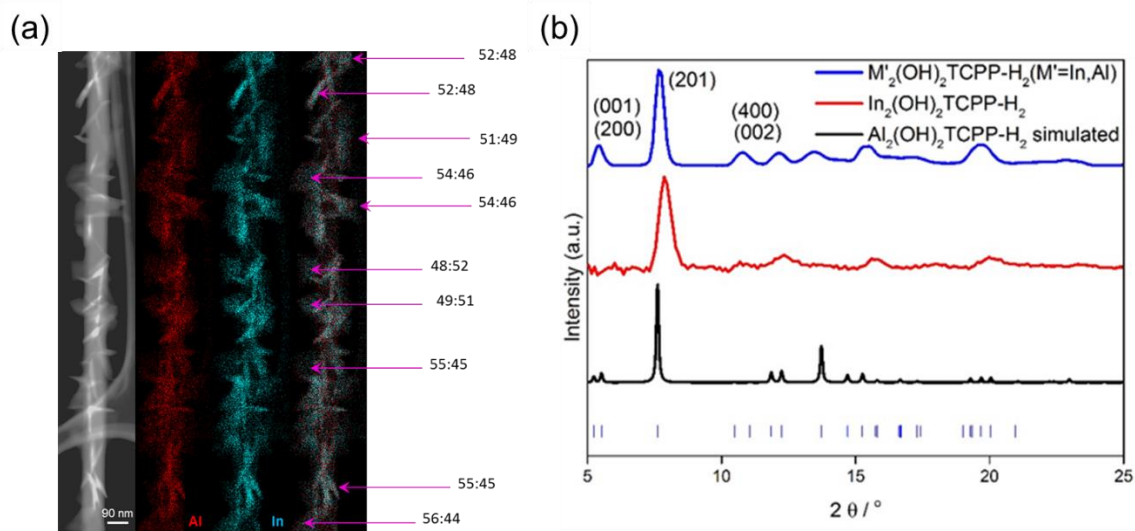 (a)
52:48
52:48
51:49
54:46
54:46
48:52
49:51
55:45
55:45
56:44
90 nm
Al
In
(b)
M'₂(OH)₂TCPP-H₂(M'=In,Al)
In₂(OH)₂TCPP-H₂
Al₂(OH)₂TCPP-H₂ simulated
(001)
(200)
(201)
(400)
(002)
Intensity (a.u.)
5 10 15 20 25
2 θ / °